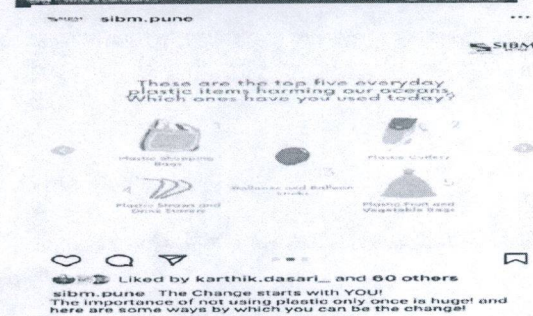 sibm.pune
SIBM
These are the top five everyday
plastic items harming our oceans.
Which ones have you used today?
Plastic Shopping
Bags
Plastic Cutlery
Balloons and Balloon
Sticks
Plastic Straws and
Drink Stirrers
Plastic Fruit and
Vegetable Bags
Liked by karthik.dasari_ and 60 others
sibm.pune The Change starts with YOU!
The importance of not using plastic only once is huge! and
here are some ways by which you can be the change!